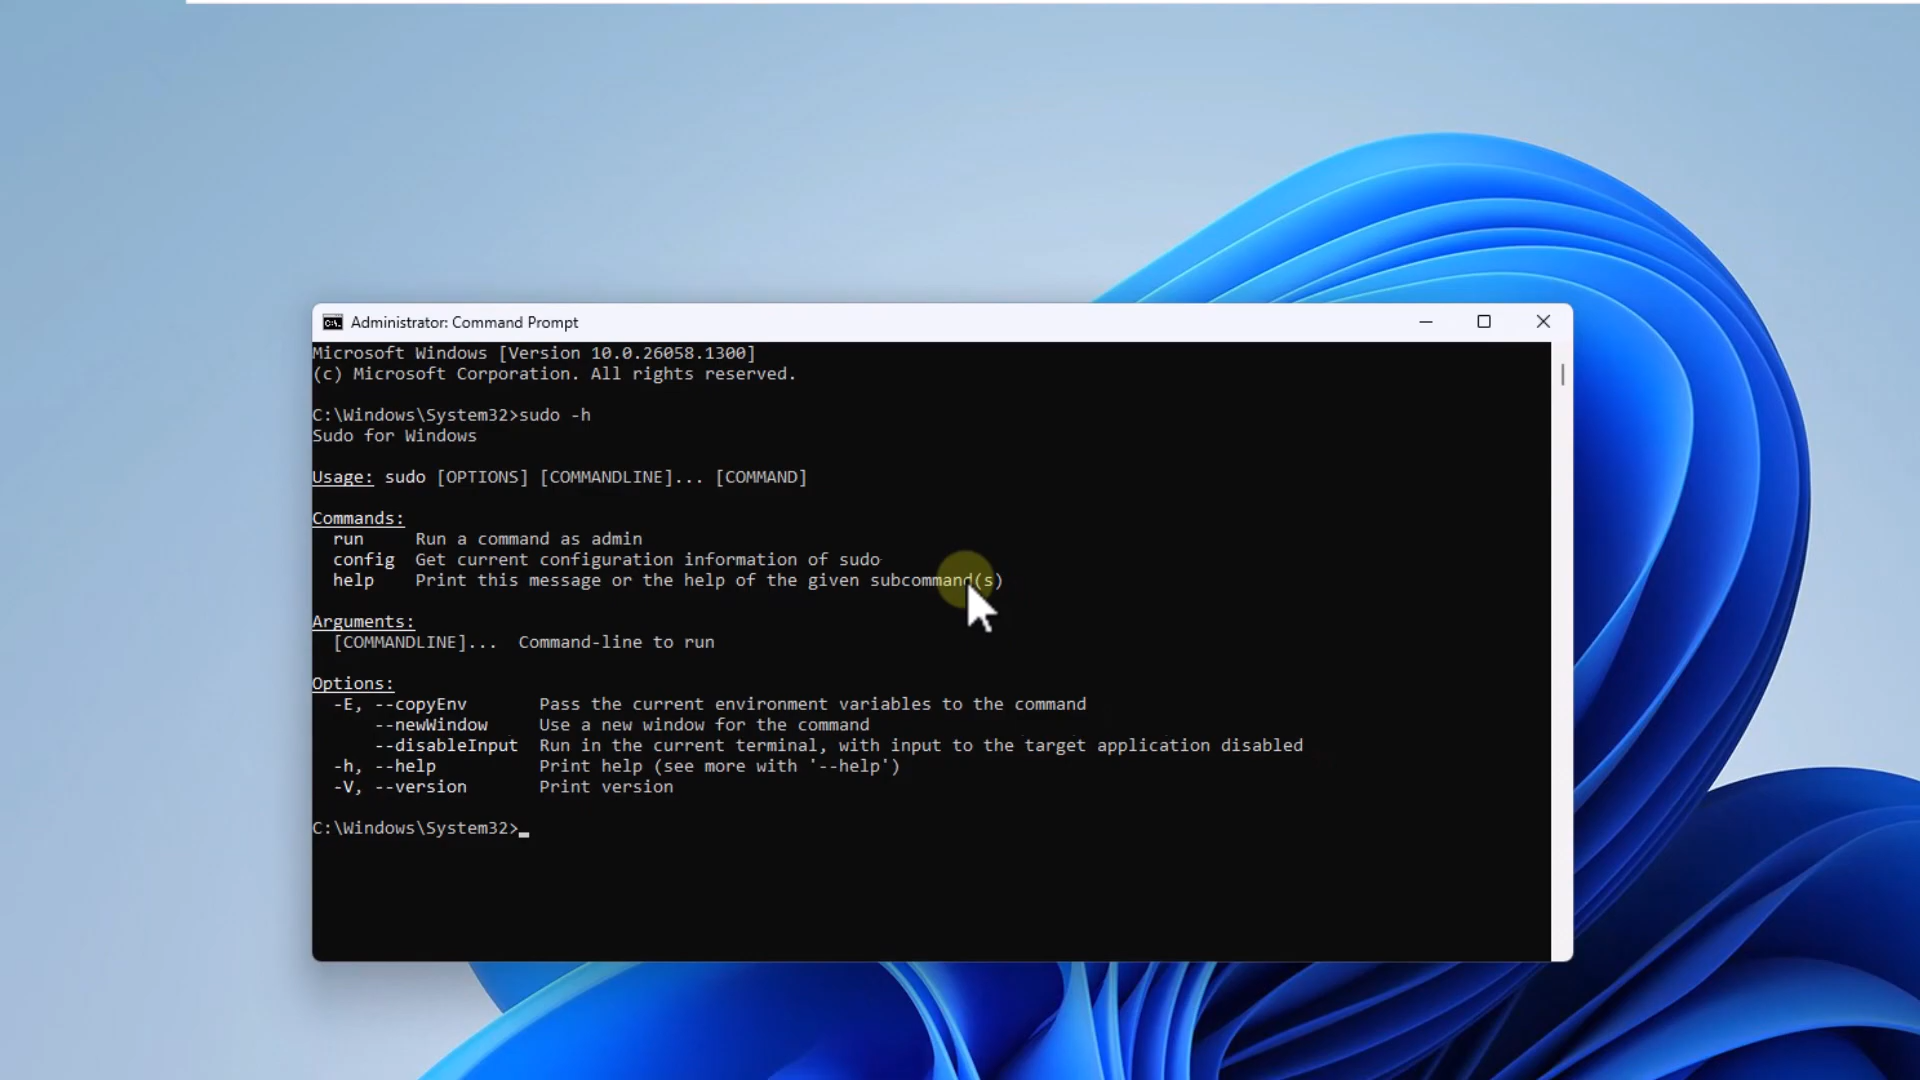 Administrator: Command Prompt
Microsoft Windows [Version 10.0.26058.1300]
(c) Microsoft Corporation. All rights reserved.
C:\Windows\System32>sudo -h
Sudo for Windows
Usage: sudo [OPTIONS] [COMMANDLINE]... [COMMAND]
Commands:
run Run a command as admin
config Get current configuration information of sudo
help Print this message or the help of the given subcommand(s)
Arguments:
[COMMANDLINE]... Command-line to run
Options:
-E, --copyEnv Pass the current environment variables to the command
--newWindow Use a new window for the command
--disableInput Run in the current terminal, with input to the target application disabled
-h, --help Print help (see more with '--help')
-V, --version Print version
C:\Windows\System32>